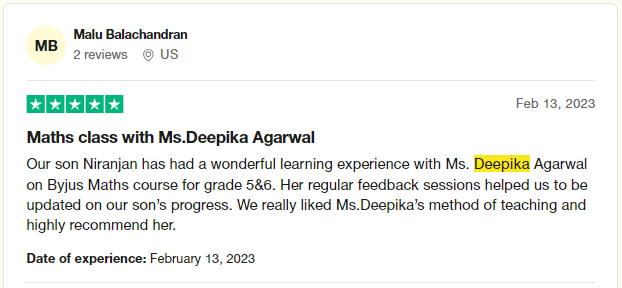 MB
Malu Balachandran
2 reviews US
Feb 13, 2023
Maths class with Ms.Deepika Agarwal
Our son Niranjan has had a wonderful learning experience with Ms. Deepika Agarwal
on Byjus Maths course for grade 5&6. Her regular feedback sessions helped us to be
updated on our son's progress. We really liked Ms.Deepika's method of teaching and
highly recommend her.
Date of experience: February 13, 2023